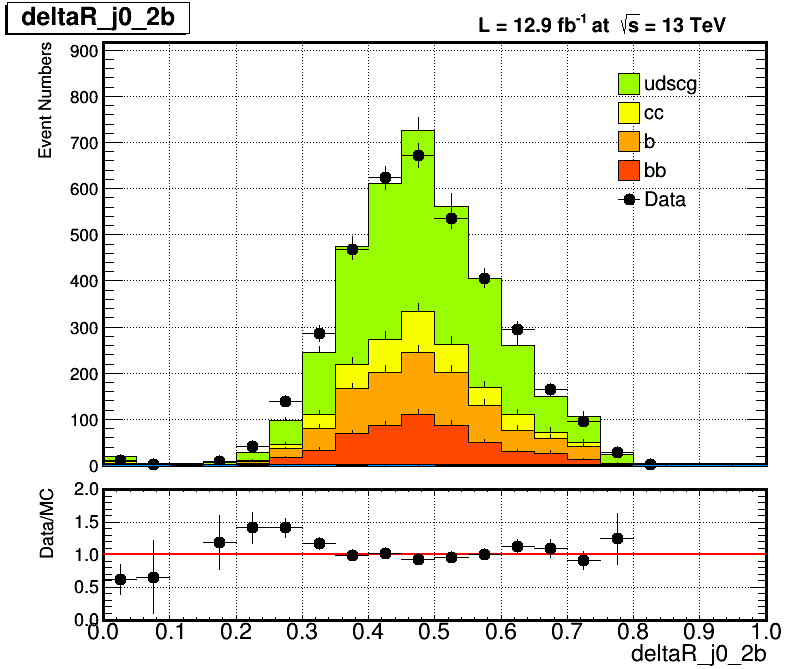 deltaR_j0_2b
L = 12.9 fb⁻¹ at √s = 13 TeV
Event Numbers
900
800
700
600
500
400
300
200
100
0
udscg
cc
b
bb
Data
Data/MC
2.0
1.5
1.0
0.5
0.0
0.0 0.1 0.2 0.3 0.4 0.5 0.6 0.7 0.8 0.9 1.0
deltaR_j0_2b